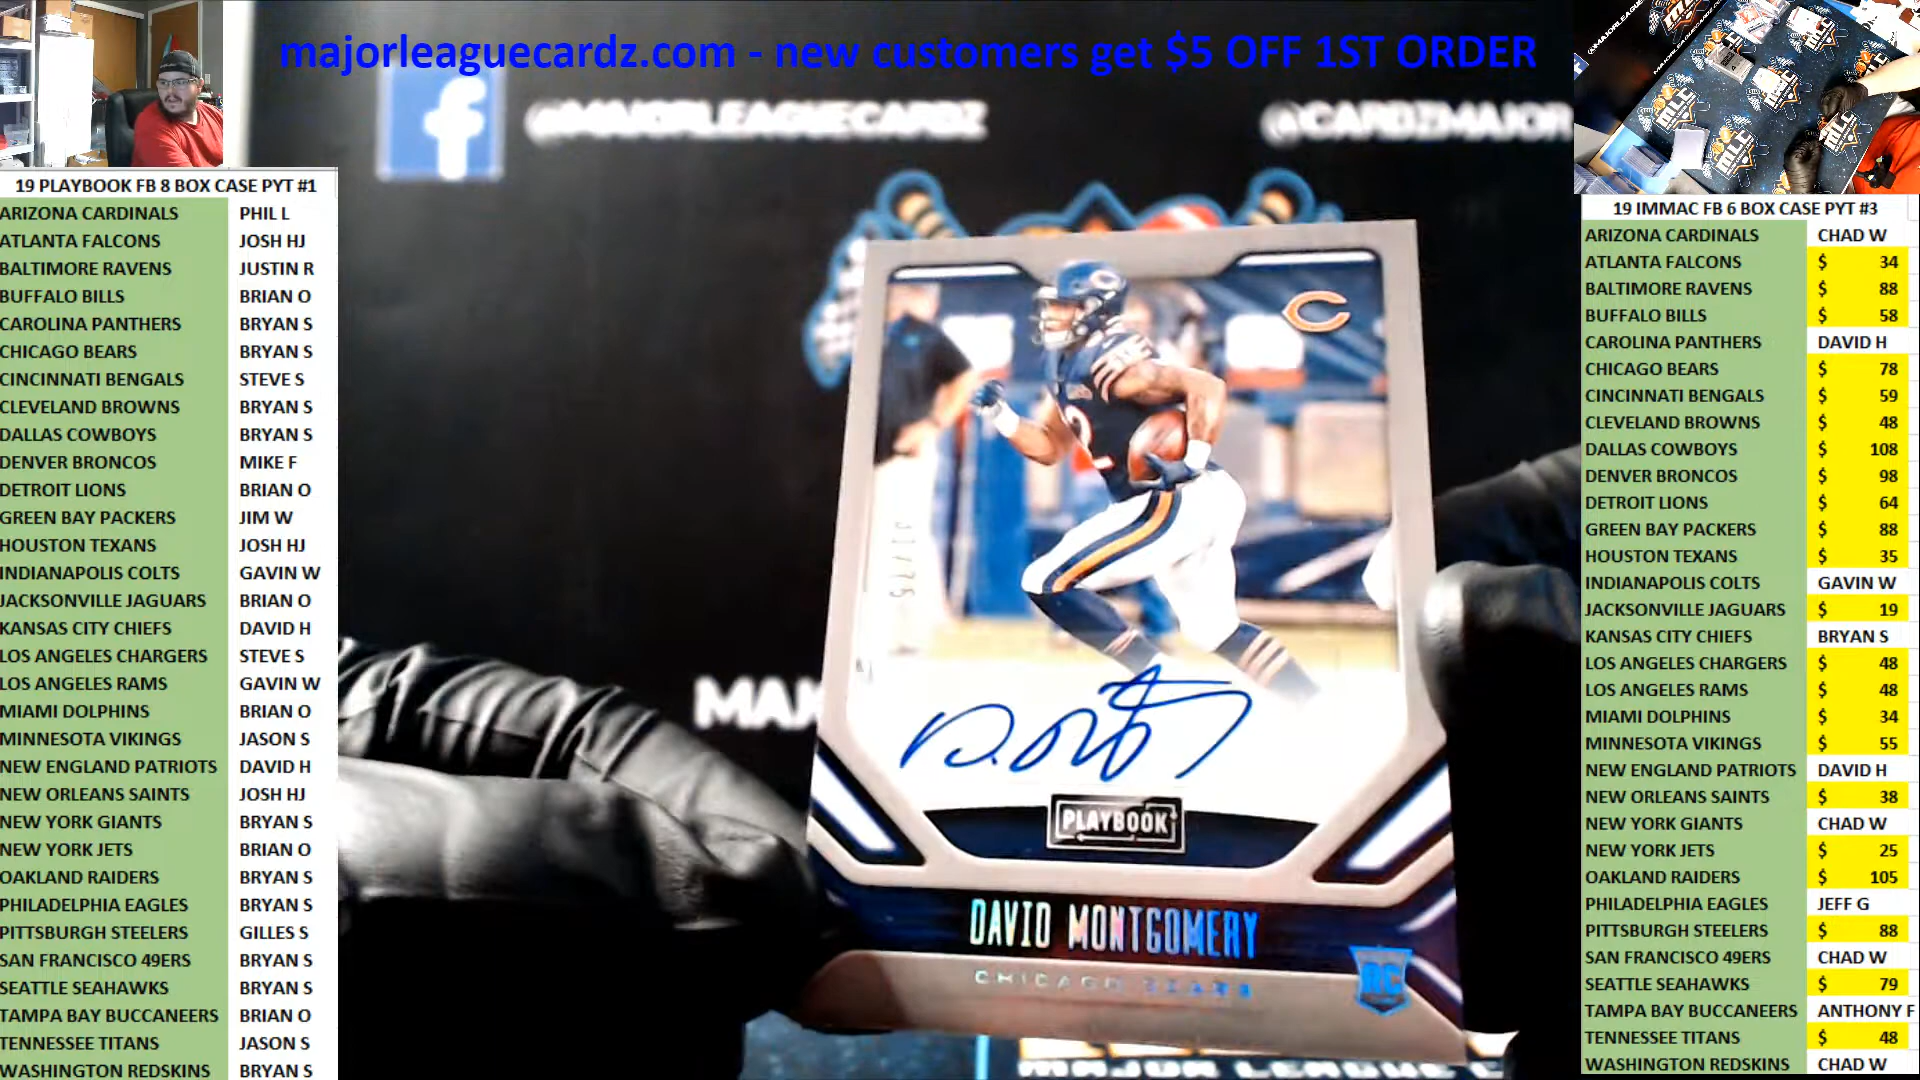 majorleaguecardz.com - new customers get $5 OFF 1ST ORDER
@MAJORLEAGUECARDZ
@CARDZMAJOR
19 PLAYBOOK FB 8 BOX CASE PYT #1
ARIZONA CARDINALS PHIL L
ATLANTA FALCONS JOSH HJ
BALTIMORE RAVENS JUSTIN R
BUFFALO BILLS BRIAN O
CAROLINA PANTHERS BRYAN S
CHICAGO BEARS BRYAN S
CINCINNATI BENGALS STEVE S
CLEVELAND BROWNS BRYAN S
DALLAS COWBOYS BRYAN S
DENVER BRONCOS MIKE F
DETROIT LIONS BRIAN O
GREEN BAY PACKERS JIM W
HOUSTON TEXANS JOSH HJ
INDIANAPOLIS COLTS GAVIN W
JACKSONVILLE JAGUARS BRIAN O
KANSAS CITY CHIEFS DAVID H
LOS ANGELES CHARGERS STEVE S
LOS ANGELES RAMS GAVIN W
MIAMI DOLPHINS BRIAN O
MINNESOTA VIKINGS JASON S
NEW ENGLAND PATRIOTS DAVID H
NEW ORLEANS SAINTS JOSH HJ
NEW YORK GIANTS BRYAN S
NEW YORK JETS BRIAN O
OAKLAND RAIDERS BRYAN S
PHILADELPHIA EAGLES BRYAN S
PITTSBURGH STEELERS GILLES S
SAN FRANCISCO 49ERS BRYAN S
SEATTLE SEAHAWKS BRYAN S
TAMPA BAY BUCCANEERS BRIAN O
TENNESSEE TITANS JASON S
WASHINGTON REDSKINS BRYAN S
PLAYBOOK
DAVID MONTGOMERY
CHICAGO BEARS
RC
19 IMMAC FB 6 BOX CASE PYT #3
ARIZONA CARDINALS CHAD W
ATLANTA FALCONS $ 34
BALTIMORE RAVENS $ 88
BUFFALO BILLS $ 58
CAROLINA PANTHERS DAVID H
CHICAGO BEARS $ 78
CINCINNATI BENGALS $ 59
CLEVELAND BROWNS $ 48
DALLAS COWBOYS $ 108
DENVER BRONCOS $ 98
DETROIT LIONS $ 64
GREEN BAY PACKERS $ 88
HOUSTON TEXANS $ 35
INDIANAPOLIS COLTS GAVIN W
JACKSONVILLE JAGUARS $ 19
KANSAS CITY CHIEFS BRYAN S
LOS ANGELES CHARGERS $ 48
LOS ANGELES RAMS $ 48
MIAMI DOLPHINS $ 34
MINNESOTA VIKINGS $ 55
NEW ENGLAND PATRIOTS DAVID H
NEW ORLEANS SAINTS $ 38
NEW YORK GIANTS CHAD W
NEW YORK JETS $ 25
OAKLAND RAIDERS $ 105
PHILADELPHIA EAGLES JEFF G
PITTSBURGH STEELERS $ 88
SAN FRANCISCO 49ERS CHAD W
SEATTLE SEAHAWKS $ 79
TAMPA BAY BUCCANEERS ANTHONY F
TENNESSEE TITANS $ 48
WASHINGTON REDSKINS CHAD W